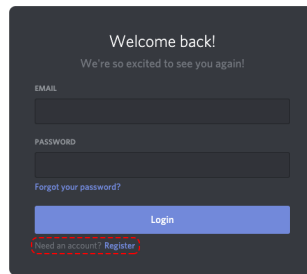 Welcome back!
We're so excited to see you again!
EMAIL
PASSWORD
Forgot your password?
Login
Need an account? Register